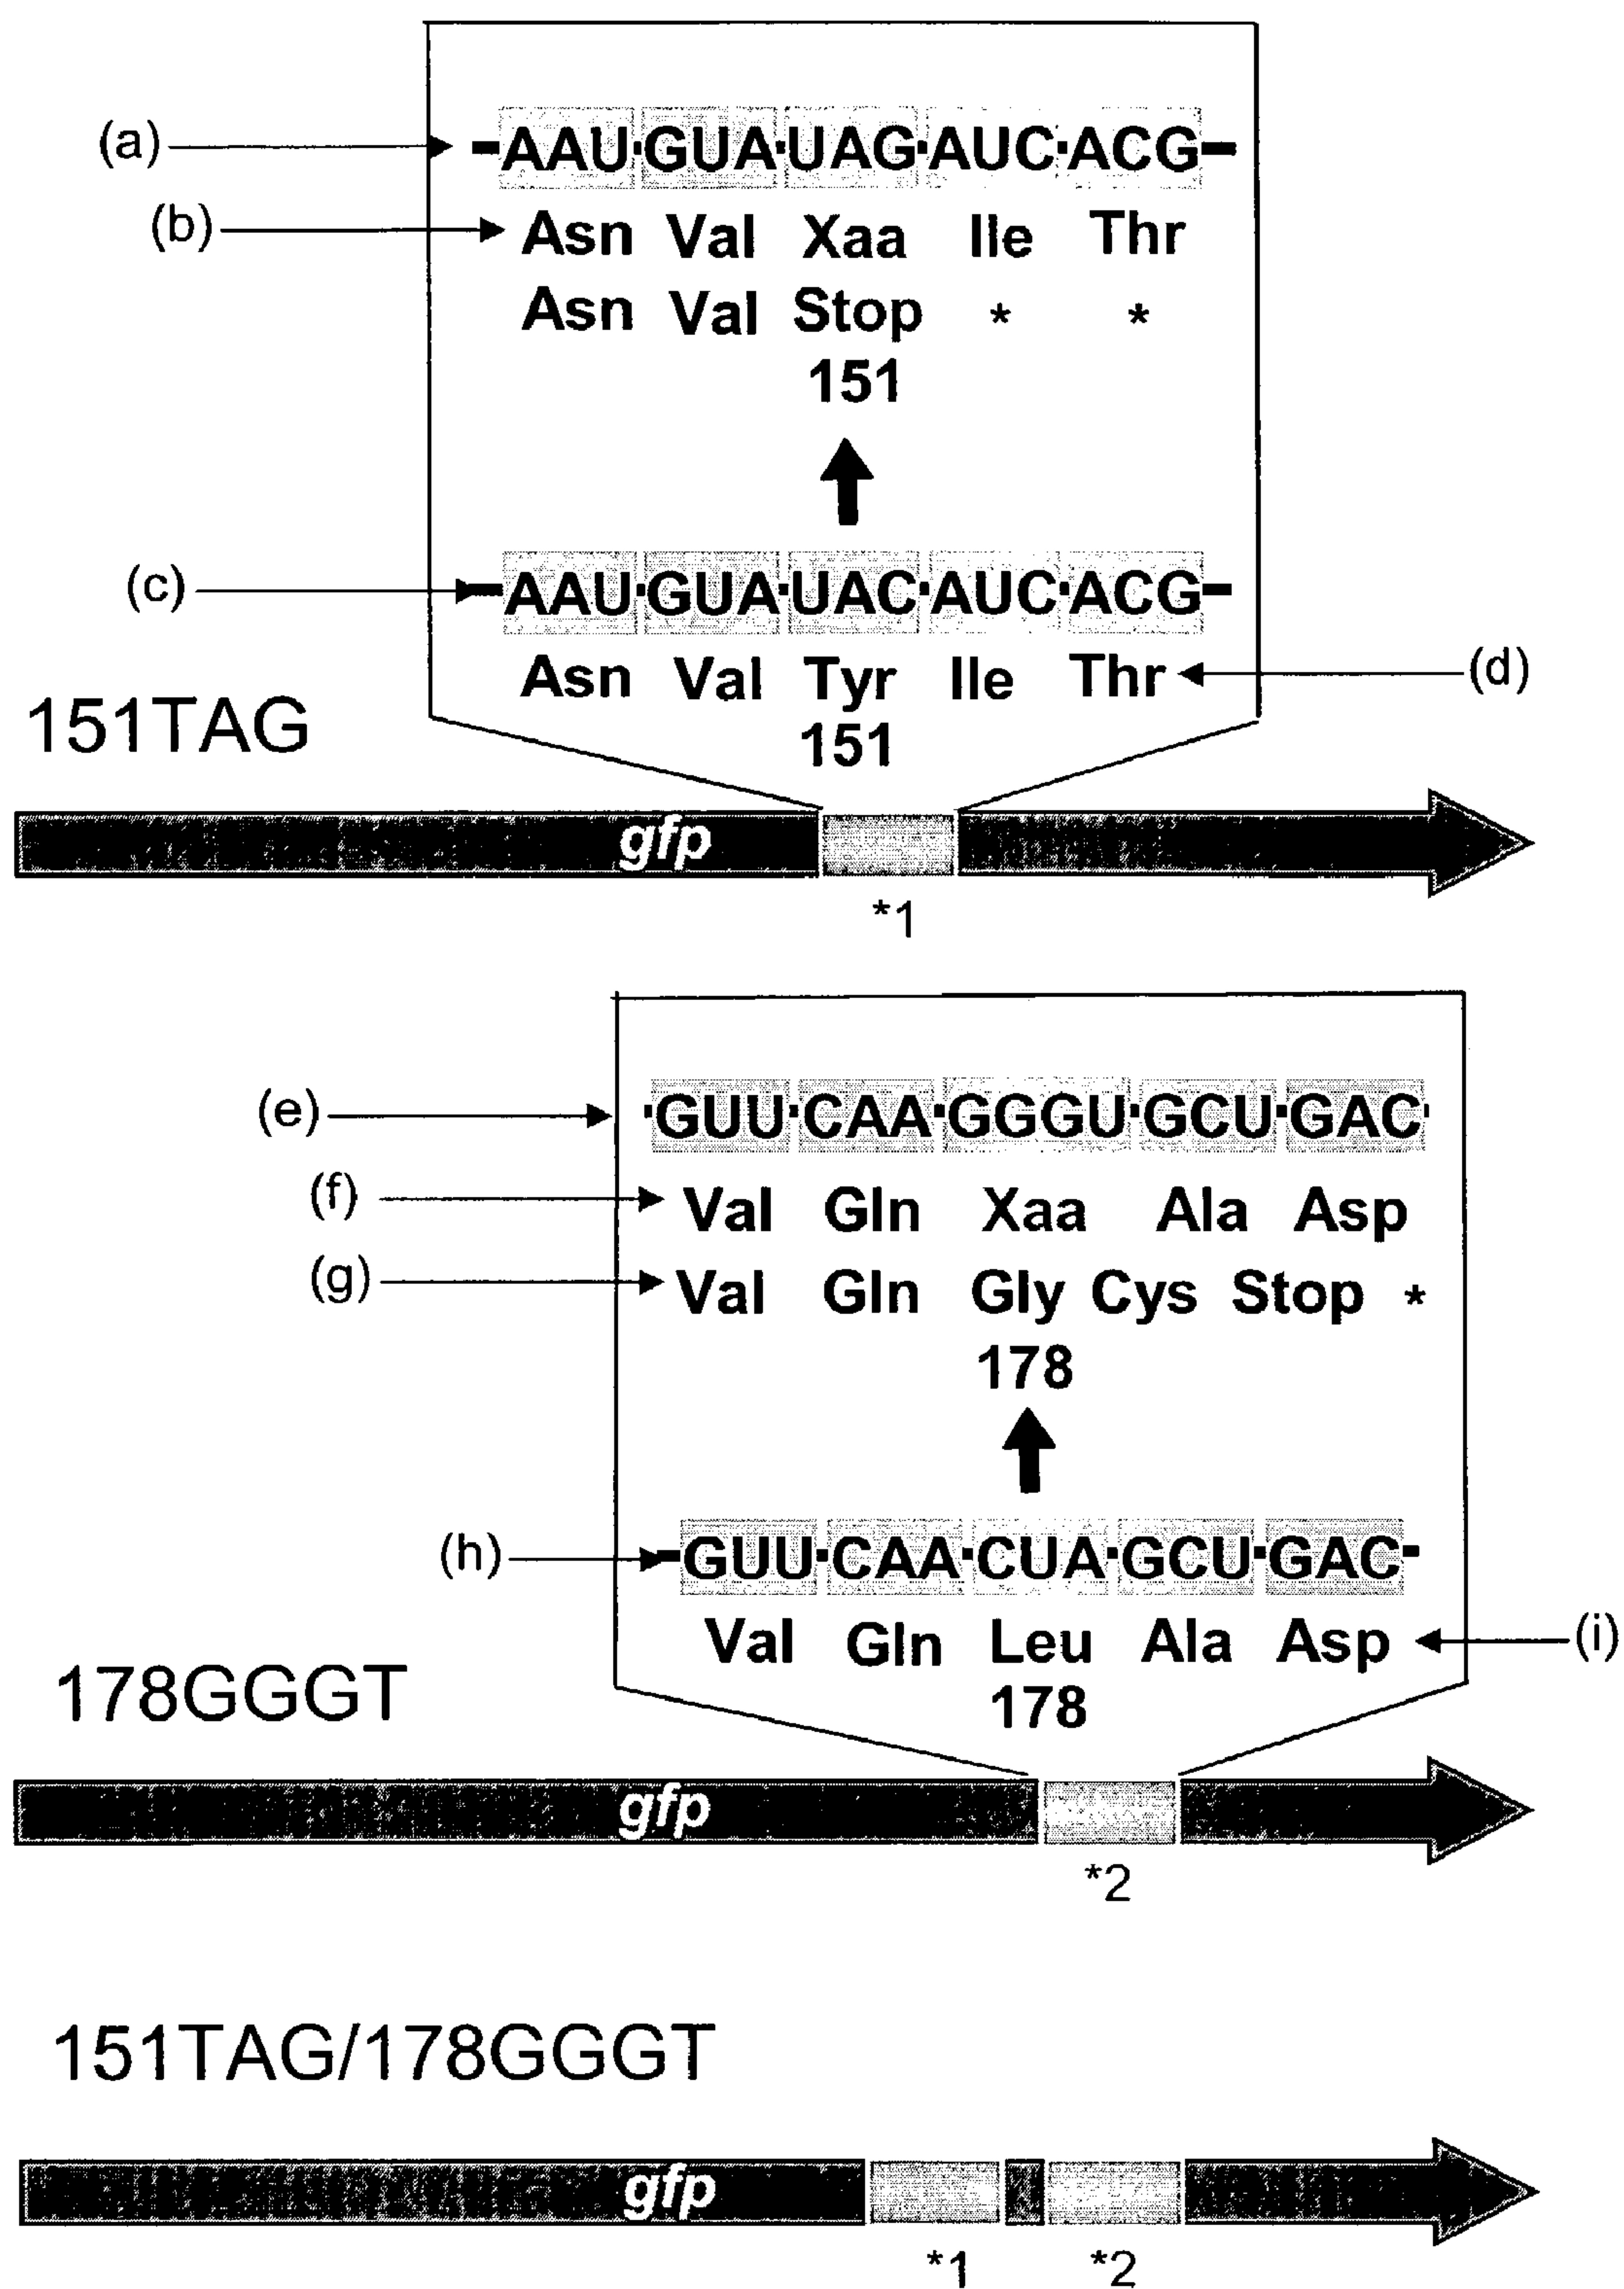 (a) -AAU·GUA·UAG·AUC·ACG-
(b) Asn Val Xaa Ile Thr
Asn Val Stop * *
151
(c) -AAU·GUA·UAC·AUC·ACG-
Asn Val Tyr Ile Thr (d)
151
151TAG
gfp
*1
(e) ·GUU·CAA·GGGU·GCU·GAC·
(f) Val Gln Xaa Ala Asp
(g) Val Gln Gly Cys Stop *
178
(h) -GUU·CAA·CUA·GCU·GAC-
Val Gln Leu Ala Asp (i)
178
178GGGT
gfp
*2
151TAG/178GGGT
gfp
*1 *2